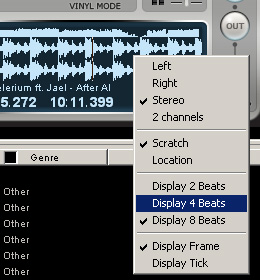 VINYL MODE
OUT
elerium ft. Jael - After Al
5.272 10:11.399
Left
Right
Stereo
2 channels
Scratch
Location
Display 2 Beats
Display 4 Beats
Display 8 Beats
Display Frame
Display Tick
Genre
Other
Other
Other
Other
Other
Other